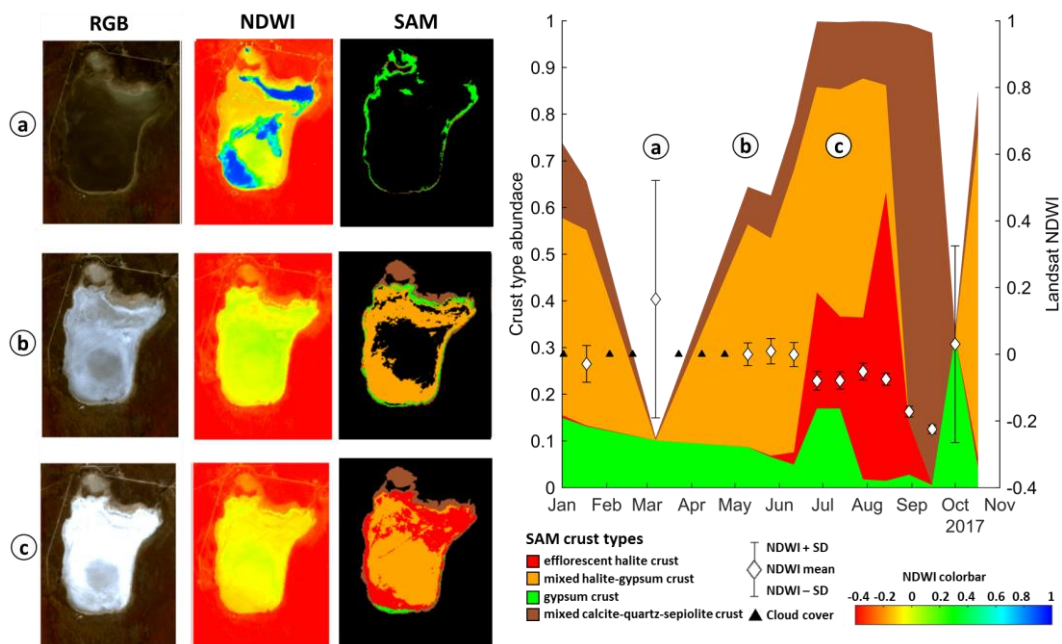 RGB
NDWI
SAM
a
b
c
1
0.9
0.8
0.7
0.6
0.5
0.4
0.3
0.2
0.1
0
Crust type abundance
a
b
c
1
0.8
0.6
0.4
0.2
0
-0.2
-0.4
Landsat NDWI
Jan Feb Mar Apr May Jun Jul Aug Sep Oct Nov
2017
SAM crust types
efflorescent halite crust
mixed halite-gypsum crust
gypsum crust
mixed calcite-quartz-sepiolite crust
NDWI + SD
NDWI mean
NDWI – SD
Cloud cover
NDWI colorbar
-0.4 -0.2 0 0.2 0.4 0.6 0.8 1